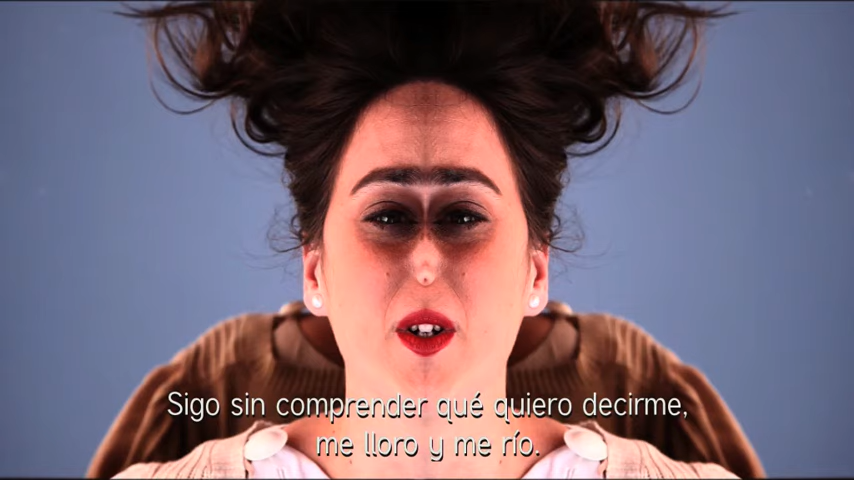 Sigo sin comprender qué quiero decirme,
me lloro y me río.